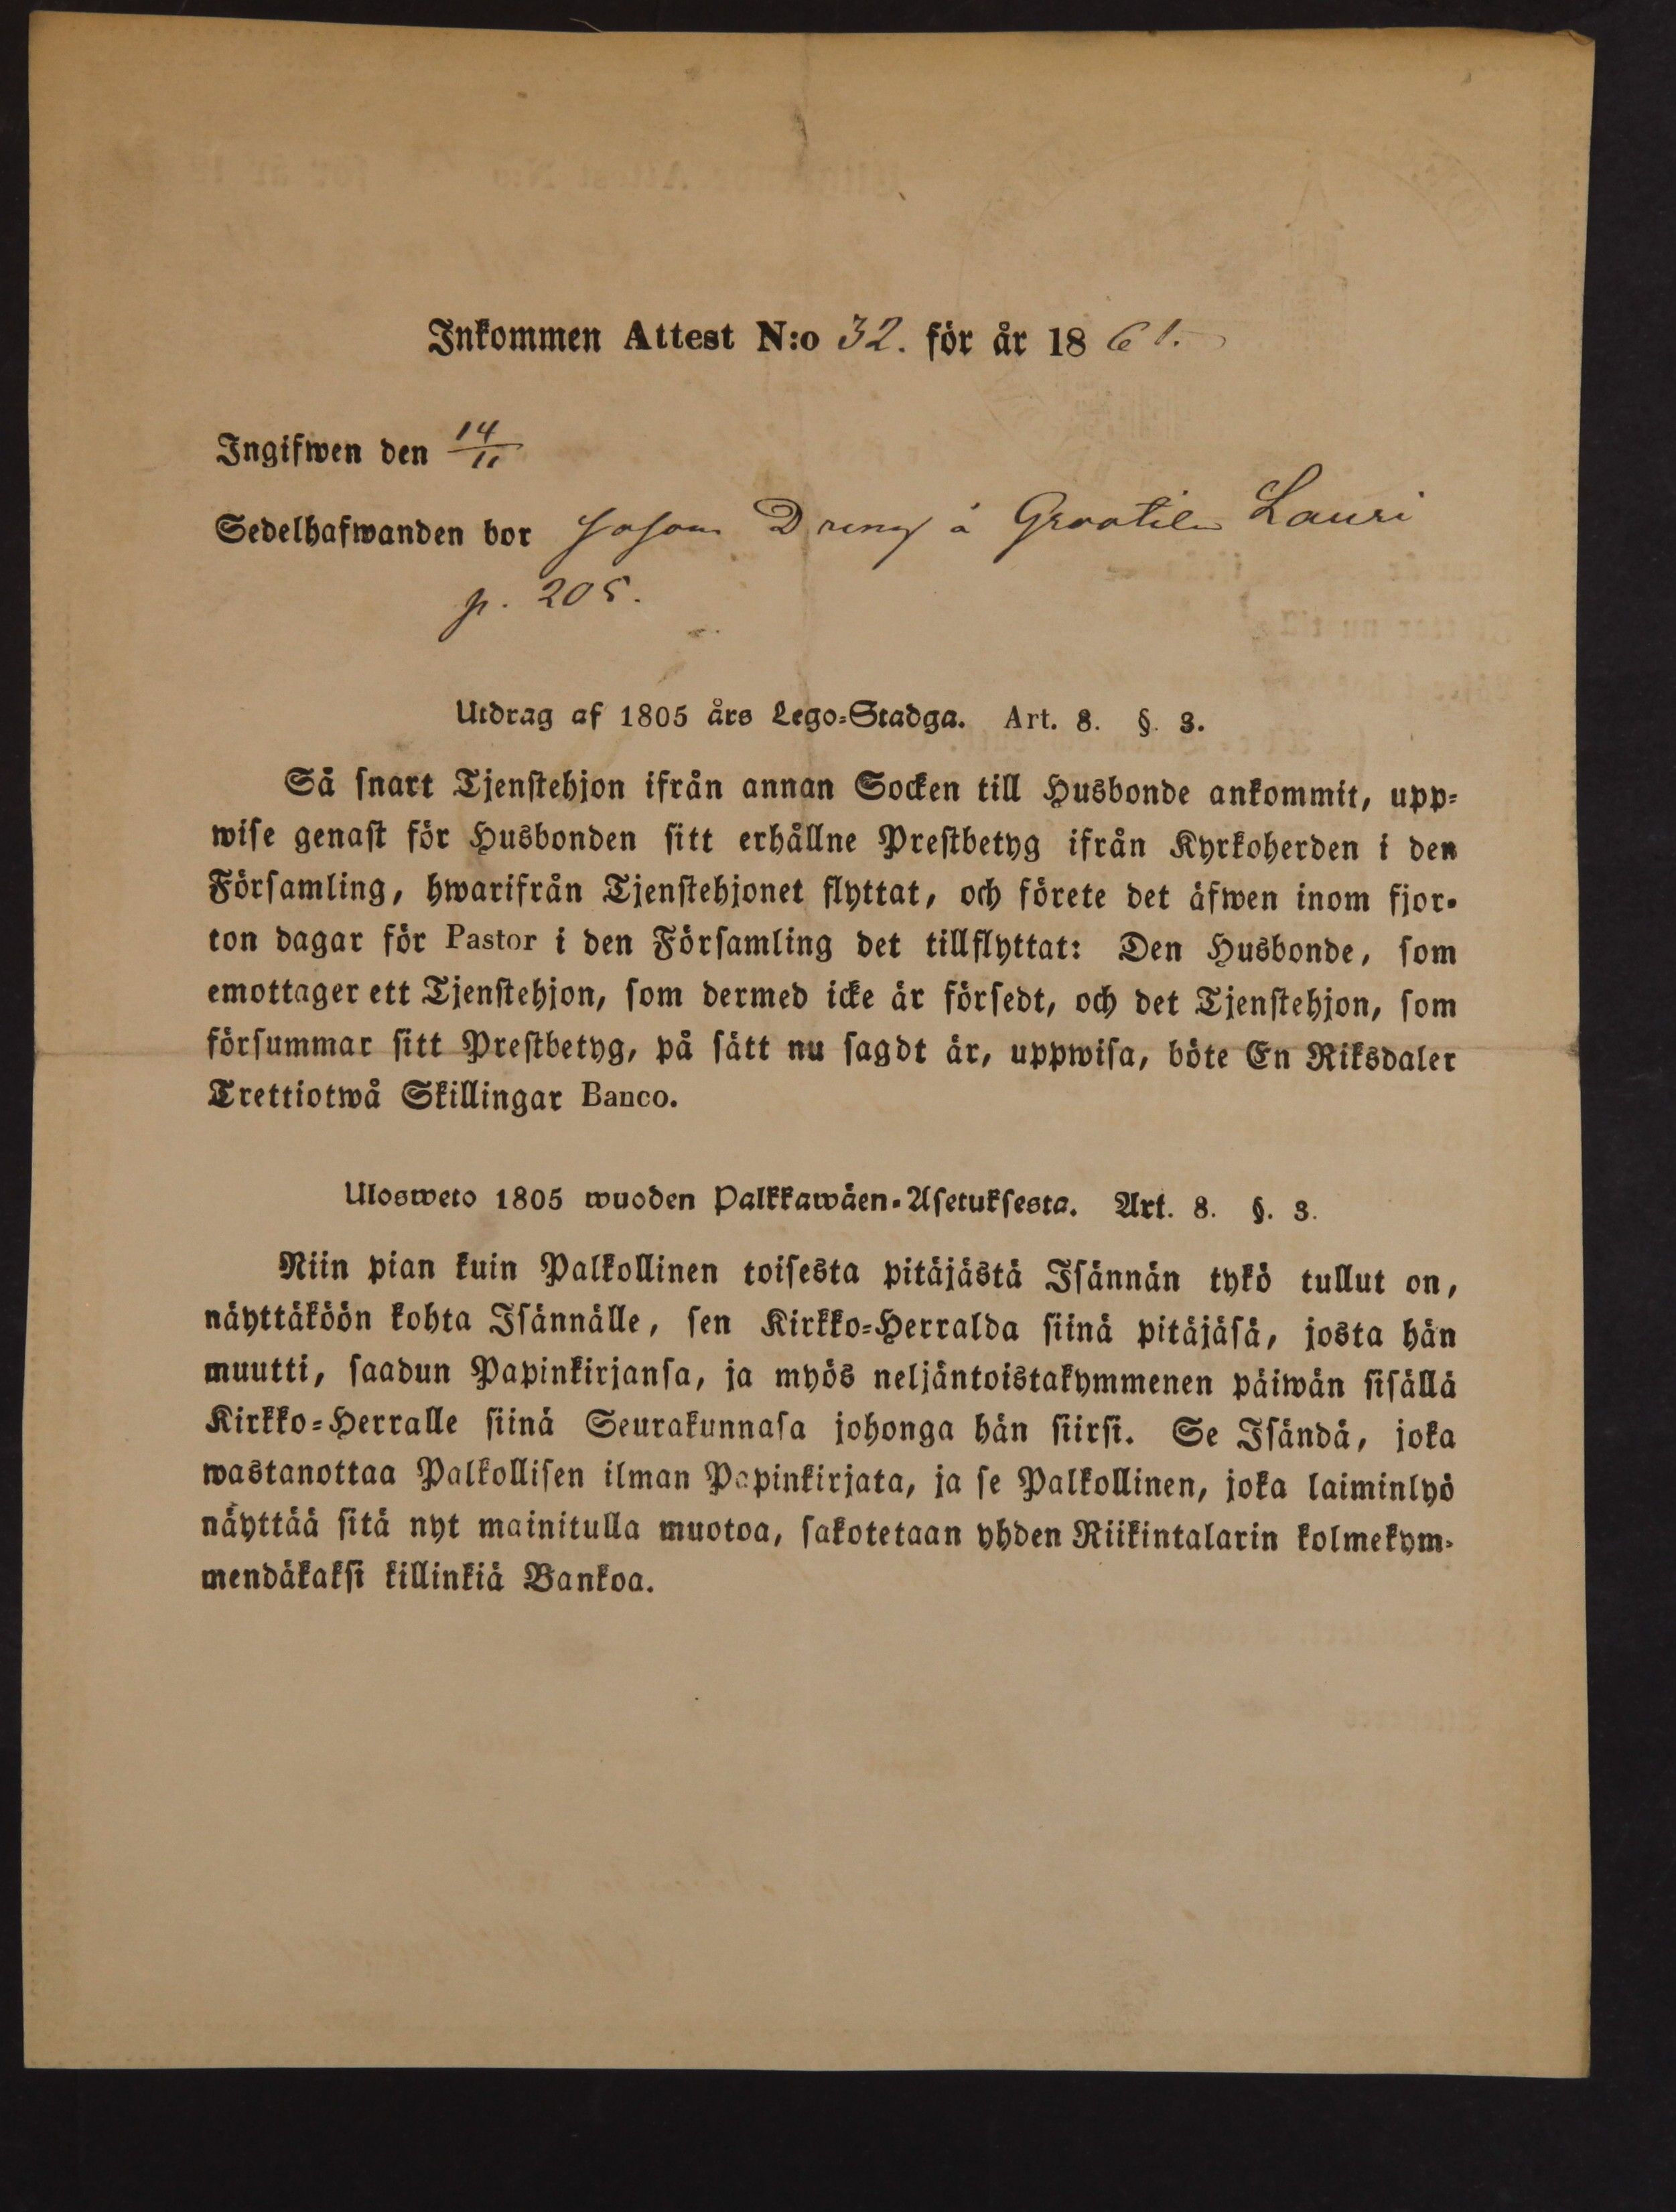 Inkommen Attest N:o 32. för år 1861.
Ingifwen den 14/11
Sedelhafwanden bor såsom Dreng å Lauri
p. 205.
Utdrag af 1805 års Lego-Stadga. Art. 8. §. 3.
Så snart Tjenstehjon ifrån annan Socken till Husbonde ankommit, upp-
wise genast för Husbonden sitt erhållne Prestbetyg ifrån Kyrkoherden i den
Församling, hwarifrån Tjenstehjonet flyttat, och förete det äfwen inom fjor-
ton dagar för Pastor i den Församling det tillflyttat: Den Husbonde, som
emottager ett Tjenstehjon, som dermed icke är försedt, och det Tjenstehjon, som
försummar sitt Prestbetyg, på sätt nu sagdt är, uppwisa, böte En Riksdaler
Trettiotwå Skillingar Banco.
Ulosweto 1805 wuoden Palkkawäen-Asetuksesta. Art. 8. §. 3.
Niin pian kuin Palkollinen toisesta pitäjästä Isännän tykö tullut on,
näyttäköön kohta Isännälle, sen Kirkko-Herralda siinä pitäjäsä, josta hän
muutti, saadun Papinkirjansa, ja myös neljäntoistakymmenen päiwän sisällä
Kirkko-Herralle siinä Seurakunnasa johonga hän siirsi. Se Isändä, joka
wastanottaa Palkollisen ilman Papinkirjata, ja se Palkollinen, joka laiminlyö
näyttää sitä nyt mainitulla muotoa, sakotetaan yhden Riikintalarin kolmekym-
mendäkaksi killinkiä Bankoa.